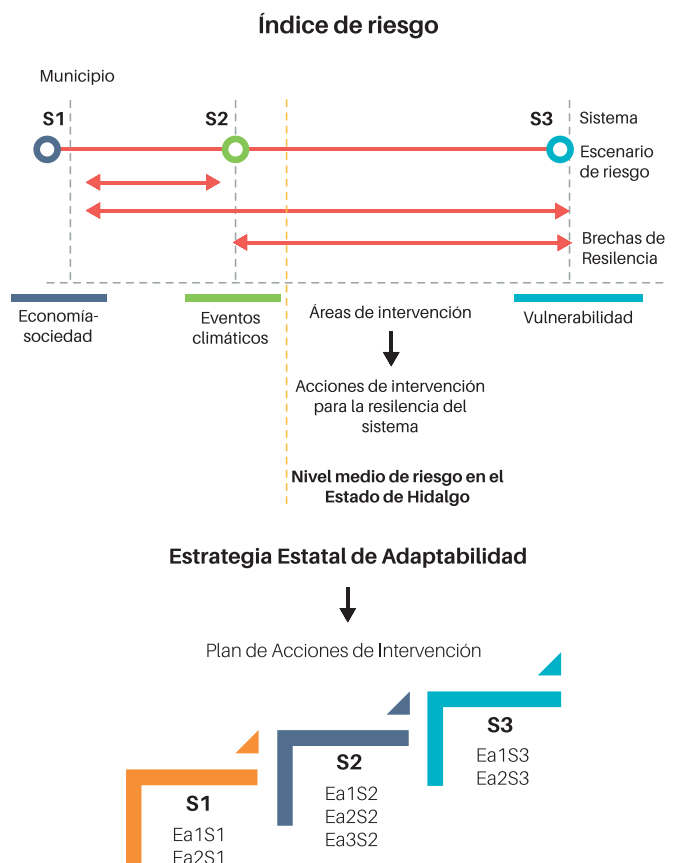 Índice de riesgo
Municipio
S1
S2
S3
Sistema
Escenario
de riesgo
Brechas de
Resilencia
Economía-
sociedad
Eventos
climáticos
Áreas de intervención
Vulnerabilidad
Acciones de intervención
para la resilencia del
sistema
Nivel medio de riesgo en el
Estado de Hidalgo
Estrategia Estatal de Adaptabilidad
Plan de Acciones de Intervención
S1
Ea1S1
Ea2S1
S2
Ea1S2
Ea2S2
Ea3S2
S3
Ea1S3
Ea2S3